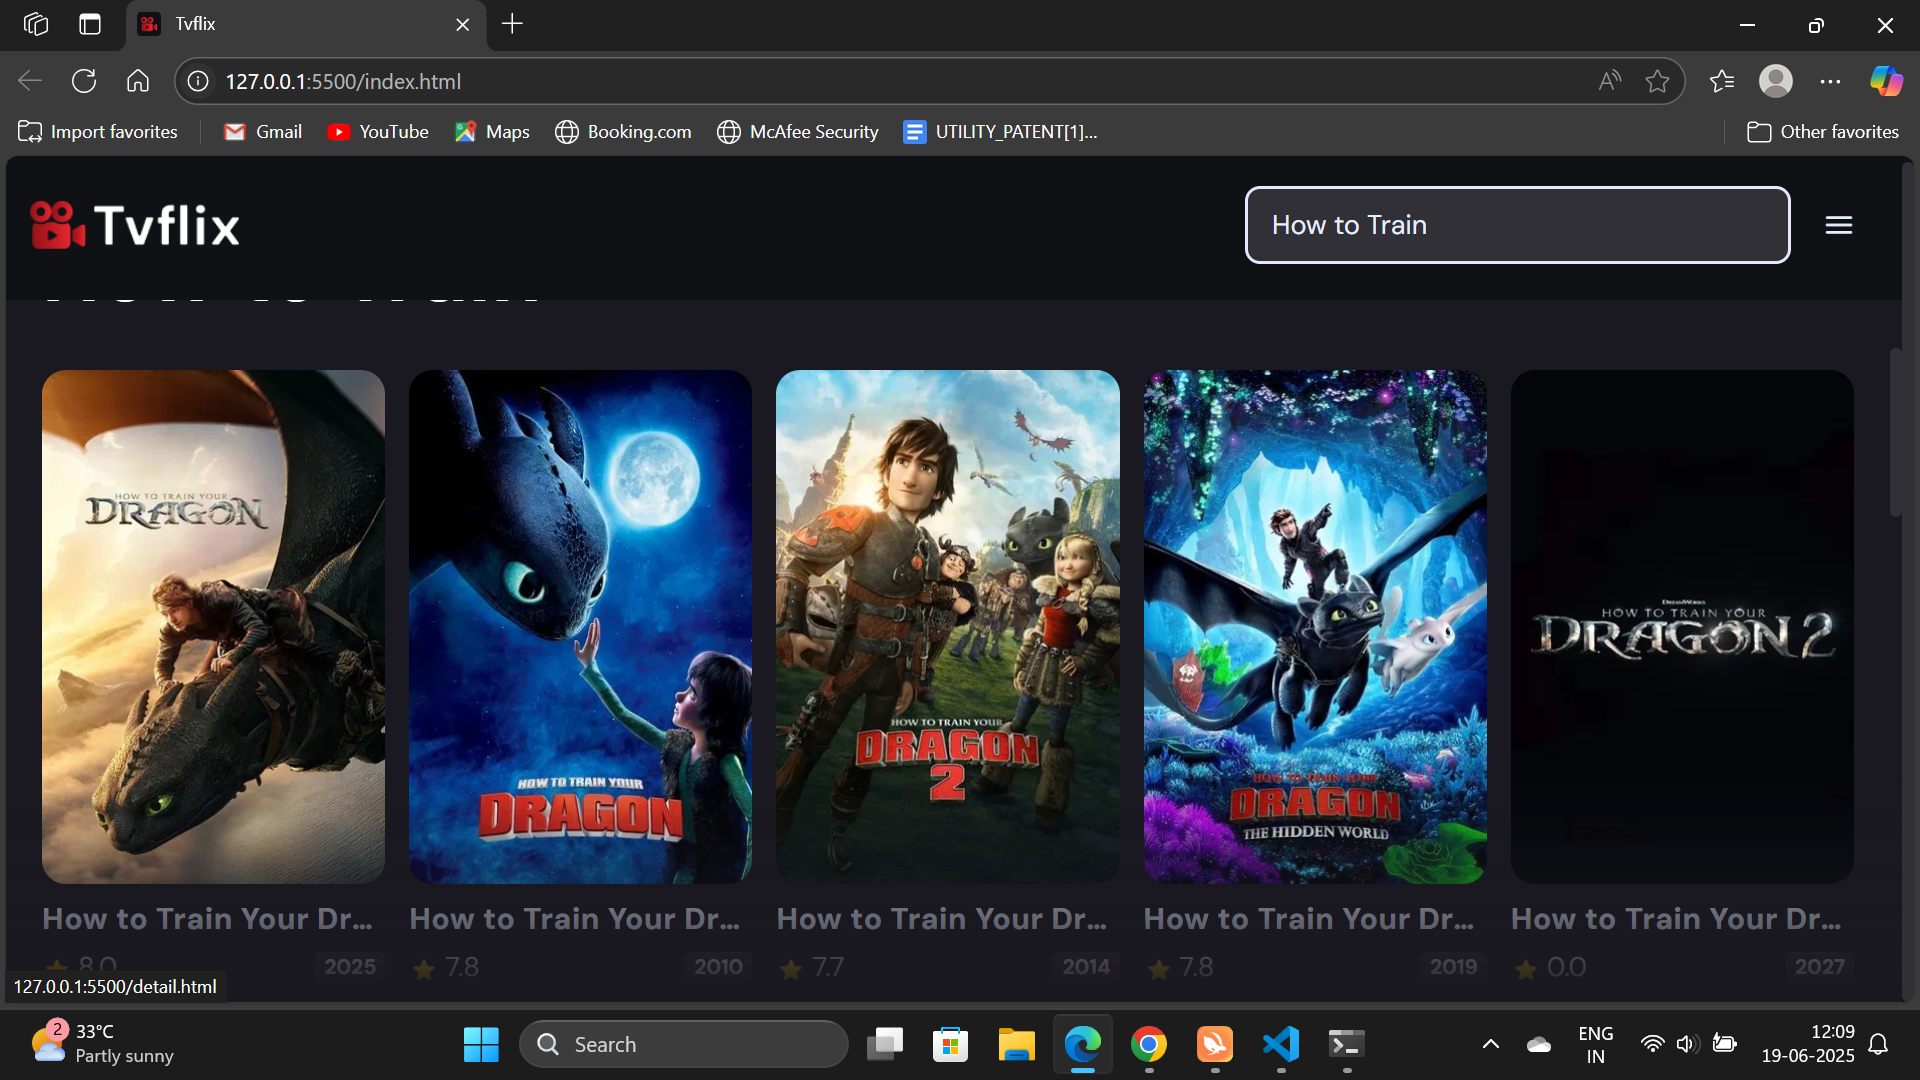 Tvflix
127.0.0.1:5500/index.html
Import favorites
Gmail
YouTube
Maps
Booking.com
McAfee Security
UTILITY_PATENT[1]...
Other favorites
Tvflix
How to Train
How to Train
HOW TO TRAIN YOUR
DRAGON
HOW TO TRAIN YOUR
DRAGON
HOW TO TRAIN YOUR
DRAGON
2
HOW TO TRAIN YOUR
DRAGON
THE HIDDEN WORLD
DREAMWORKS
HOW TO TRAIN YOUR
DRAGON 2
How to Train Your Dr...
How to Train Your Dr...
How to Train Your Dr...
How to Train Your Dr...
How to Train Your Dr...
8.0
2025
7.8
2010
7.7
2014
7.8
2019
0.0
2027
127.0.0.1:5500/detail.html
2
33°C
Partly sunny
Search
ENG
IN
12:09
19-06-2025